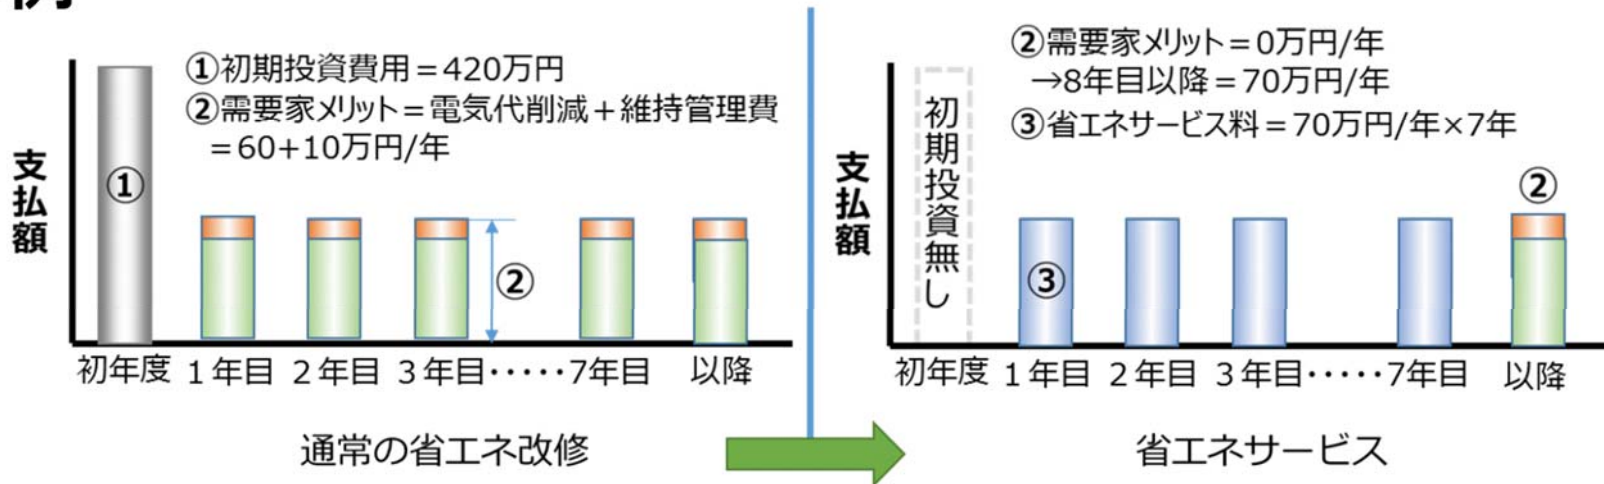 例
①初期投資費用＝420万円
②需要家メリット＝電気代削減＋維持管理費
＝60+10万円/年
支払額
①
②
初年度 1年目 2年目 3年目・・・・・7年目 以降
通常の省エネ改修
②需要家メリット＝0万円/年
→8年目以降＝70万円/年
③省エネサービス料＝70万円/年×7年
支払額
初期投資無し
③
②
初年度 1年目 2年目 3年目・・・・・7年目 以降
省エネサービス